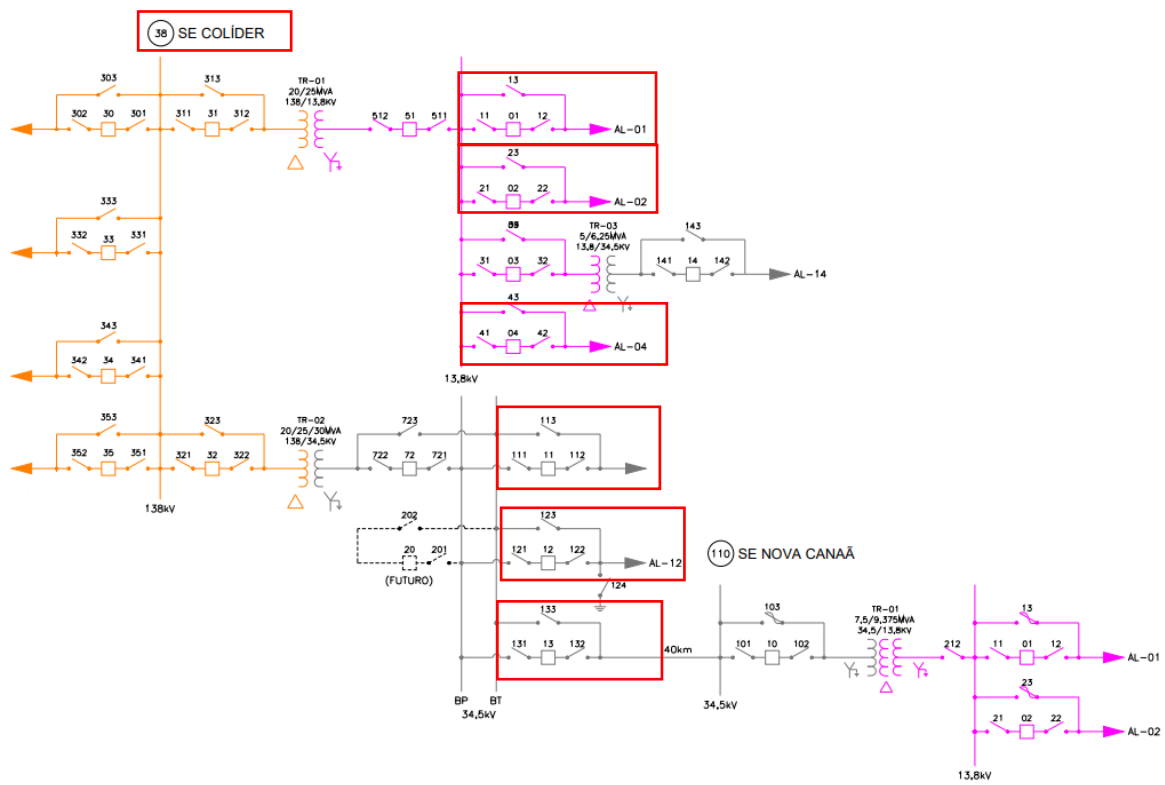 38 SE COLÍDER
303
302 30 301
313
311 31 312
TR-01
20/25MVA
138/13,8KV
512 51 511
13
11 01 12
AL-01
23
21 02 22
AL-02
333
332 33 331
31 03 32
TR-03
5/6,25MVA
13,8/34,5KV
143
141 14 142
AL-14
43
41 04 42
AL-04
13,8kV
343
342 34 341
353
352 35 351
323
321 32 322
138kV
TR-02
20/25/30MVA
138/34,5KV
723
722 72 721
113
111 11 112
202
20 201
(FUTURO)
123
121 12 122
AL-12
124
133
131 13 132
40km
BP BT
34,5kV
110 SE NOVA CANAÃ
103
101 10 102
34,5kV
TR-01
7,5/9,375MVA
34,5/13,8KV
212
13
11 01 12
AL-01
23
21 02 22
AL-02
13,8kV